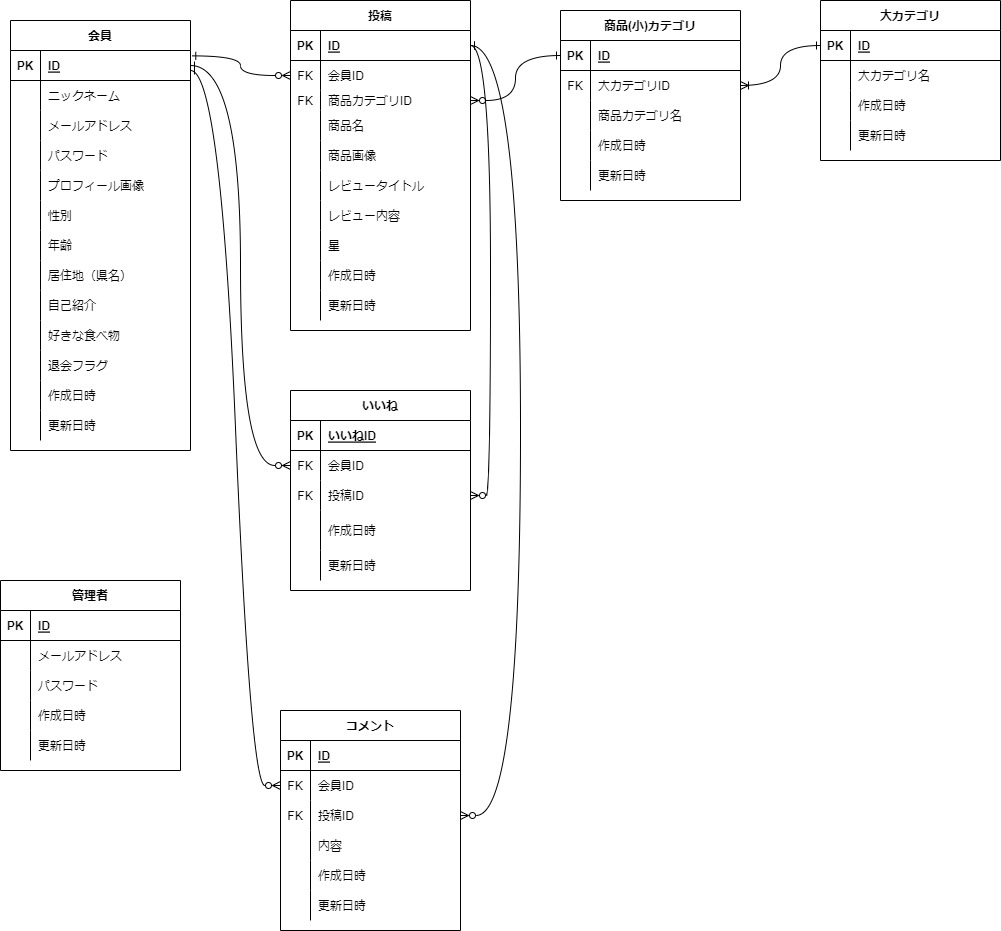 会員
PK ID
ニックネーム
メールアドレス
パスワード
プロフィール画像
性別
年齢
居住地（県名）
自己紹介
好きな食べ物
退会フラグ
作成日時
更新日時
投稿
PK ID
FK 会員ID
FK 商品カテゴリID
商品名
商品画像
レビュータイトル
レビュー内容
星
作成日時
更新日時
商品(小)カテゴリ
PK ID
FK 大カテゴリID
商品カテゴリ名
作成日時
更新日時
大カテゴリ
PK ID
大カテゴリ名
作成日時
更新日時
いいね
PK いいねID
FK 会員ID
FK 投稿ID
作成日時
更新日時
管理者
PK ID
メールアドレス
パスワード
作成日時
更新日時
コメント
PK ID
FK 会員ID
FK 投稿ID
内容
作成日時
更新日時